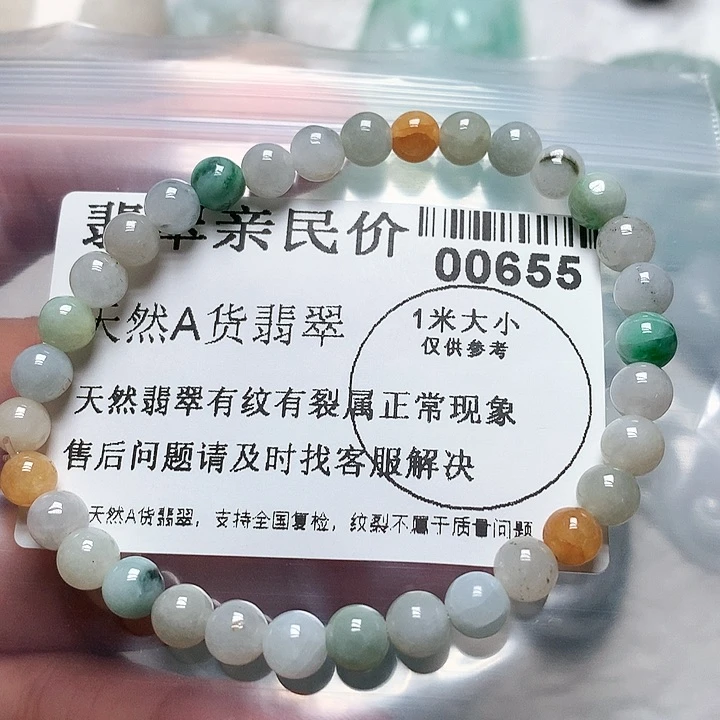 翡翠亲民价
00655
天然A货翡翠
1米大小
仅供参考
天然翡翠有纹有裂属正常现象
售后问题请及时找客服解决
天然A货翡翠，支持全国复检，纹裂不属于质量问题